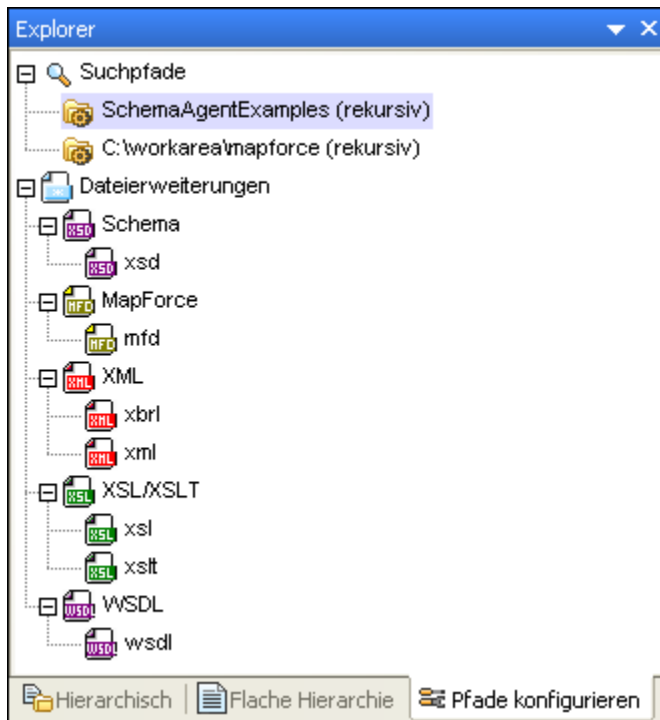 Explorer
Suchpfade
SchemaAgentExamples (rekursiv)
C:\workarea\mapforce (rekursiv)
Dateierweiterungen
Schema
xsd
MapForce
mfd
XML
xbrl
xml
XSL/XSLT
xsl
xslt
WSDL
wsdl
Hierarchisch Flache Hierarchie Pfade konfigurieren